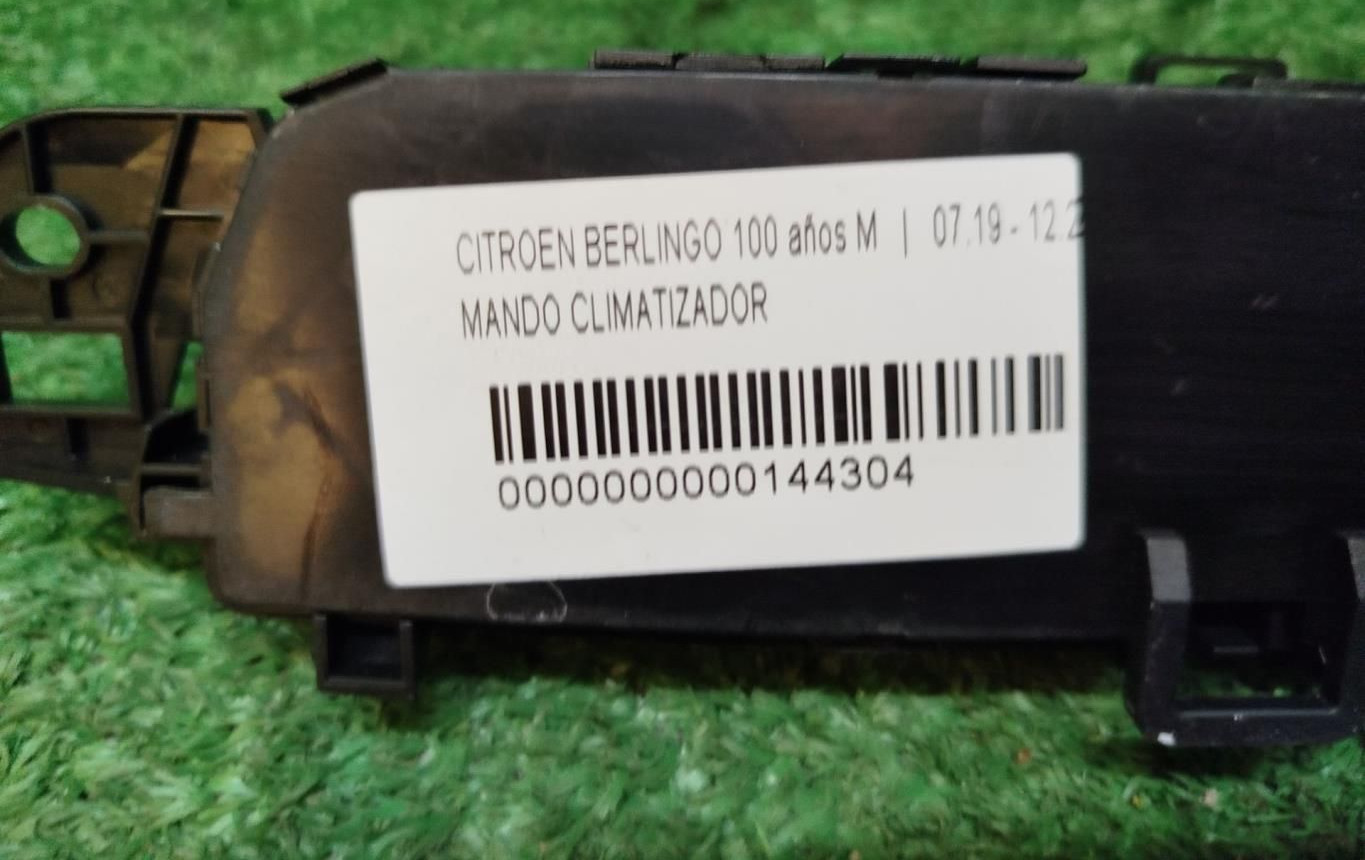 CITROEN BERLINGO 100 años M | 07.19 - 12.2
MANDO CLIMATIZADOR
0000000000144304